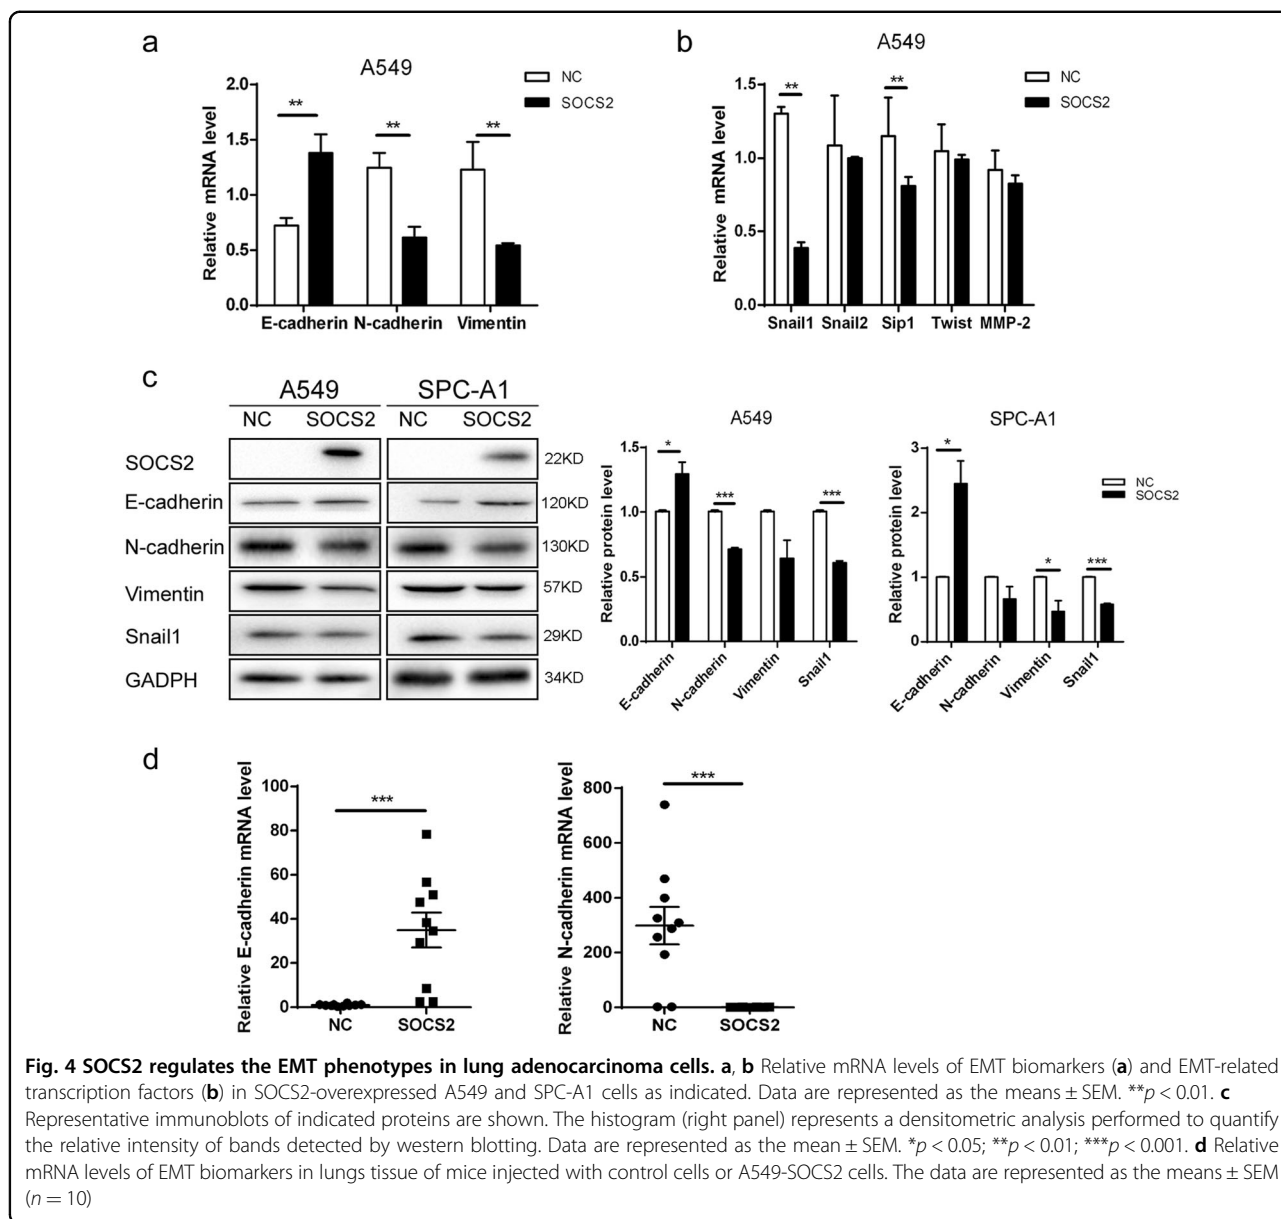 a
A549
NC
SOCS2
Relative mRNA level
2.0
1.5
1.0
0.5
0.0
**
**
**
E-cadherin N-cadherin Vimentin
b
A549
NC
SOCS2
Relative mRNA level
1.5
1.0
0.5
0.0
**
**
Snail1 Snail2 Sip1 Twist MMP-2
c
A549 SPC-A1
NC SOCS2 NC SOCS2
SOCS2 22KD
E-cadherin 120KD
N-cadherin 130KD
Vimentin 57KD
Snail1 29KD
GADPH 34KD
A549
Relative protein level
1.5
1.0
0.5
0.0
*
***
***
E-cadherin
N-cadherin
Vimentin
Snail1
SPC-A1
NC
SOCS2
Relative protein level
3
2
1
0
*
*
***
E-cadherin
N-cadherin
Vimentin
Snail1
d
Relative E-cadherin mRNA level
100
80
60
40
20
0
***
NC SOCS2
Relative N-cadherin mRNA level
800
600
400
200
0
***
NC SOCS2
Fig. 4 SOCS2 regulates the EMT phenotypes in lung adenocarcinoma cells. a, b Relative mRNA levels of EMT biomarkers (a) and EMT-related
transcription factors (b) in SOCS2-overexpressed A549 and SPC-A1 cells as indicated. Data are represented as the means ± SEM. **p < 0.01. c
Representative immunoblots of indicated proteins are shown. The histogram (right panel) represents a densitometric analysis performed to quantify
the relative intensity of bands detected by western blotting. Data are represented as the mean ± SEM. *p < 0.05; **p < 0.01; ***p < 0.001. d Relative
mRNA levels of EMT biomarkers in lungs tissue of mice injected with control cells or A549-SOCS2 cells. The data are represented as the means ± SEM
(n = 10)